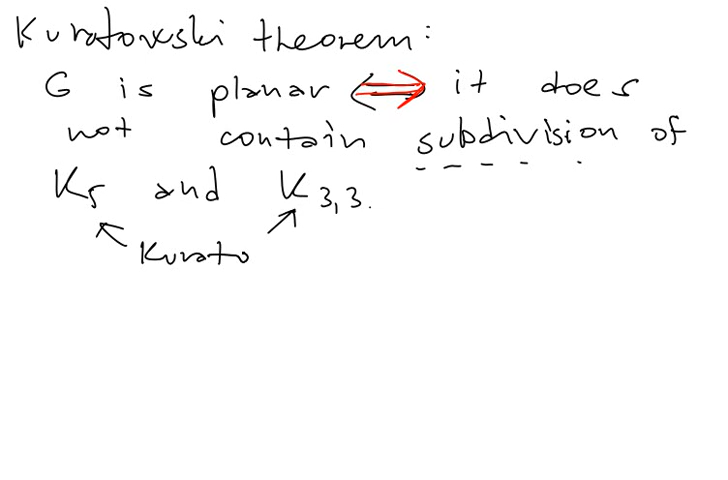 Kuratowski theorem:
G is planar ⟺ it does
not contain subdivision of
K5 and K3,3.
Kurato